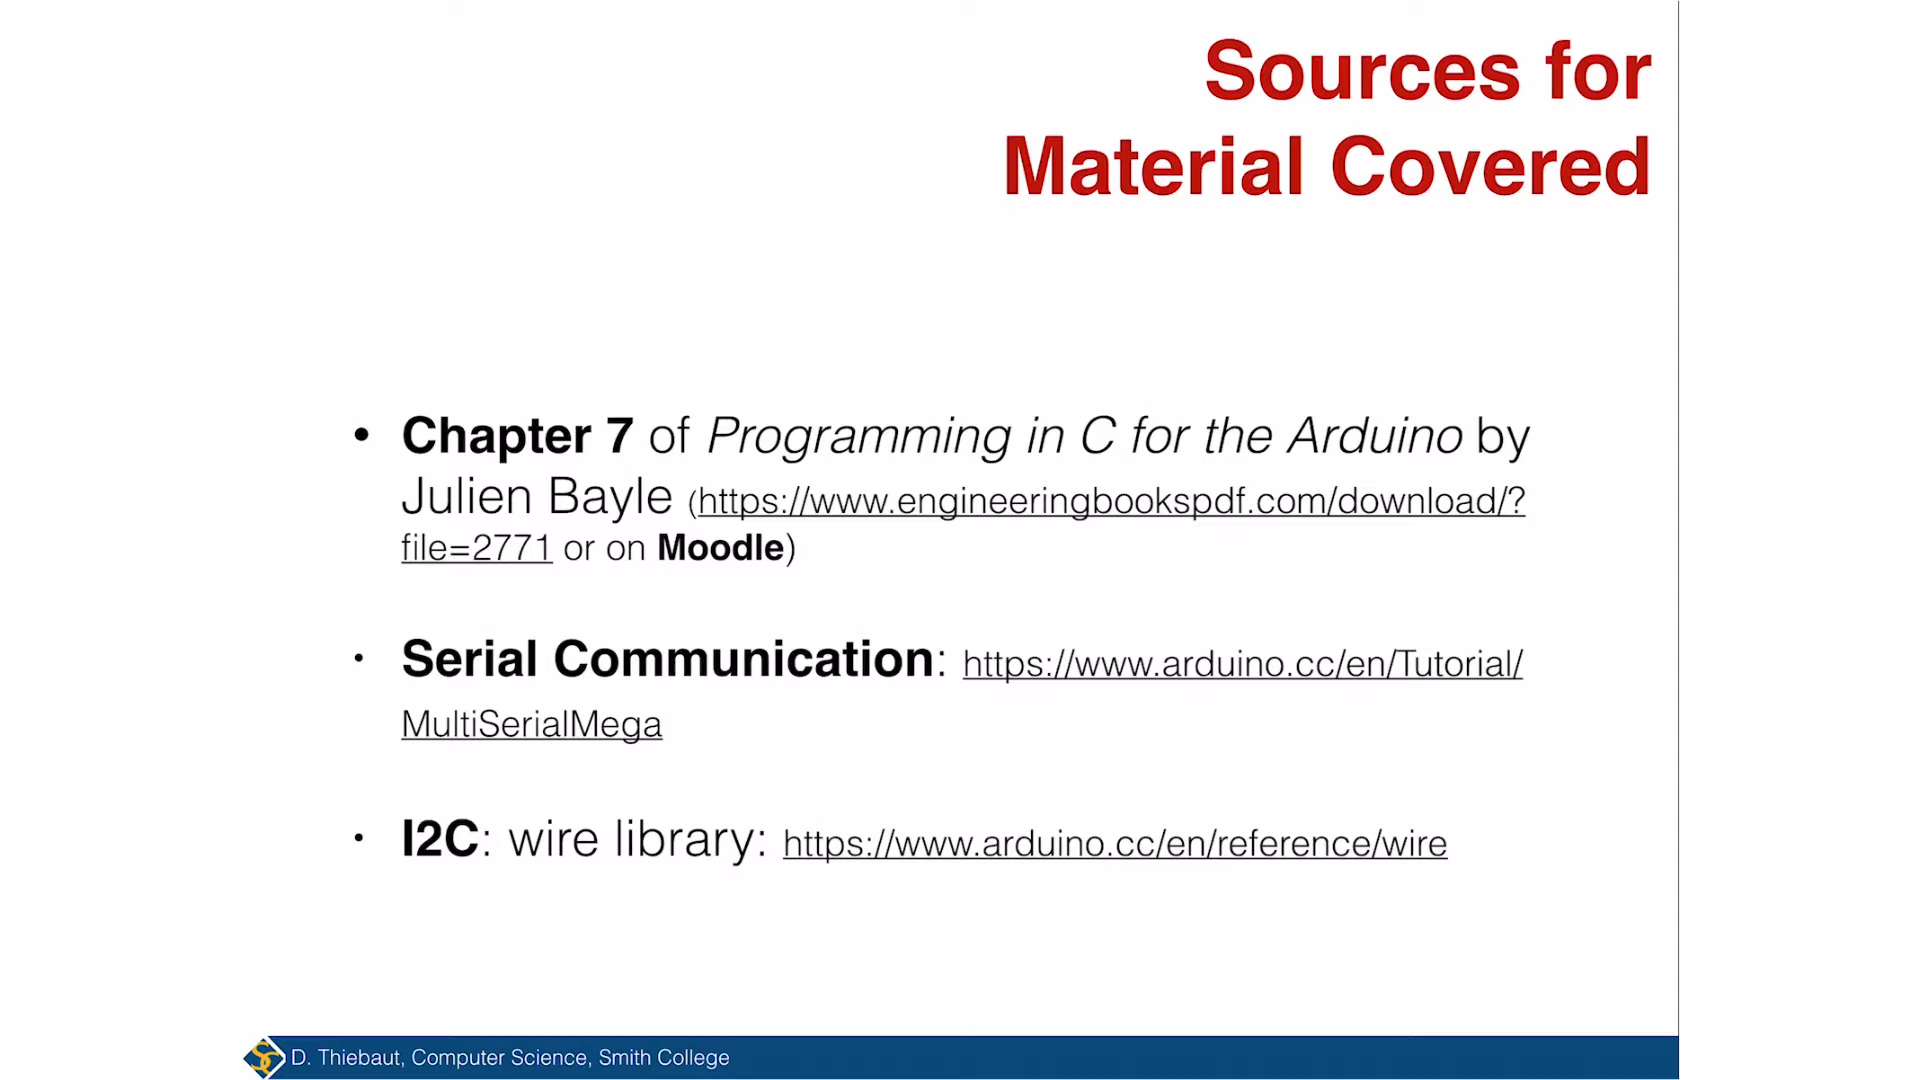 Sources for
Material Covered
• Chapter 7 of Programming in C for the Arduino by
Julien Bayle (https://www.engineeringbookspdf.com/download/?
file=2771 or on Moodle)
• Serial Communication: https://www.arduino.cc/en/Tutorial/
MultiSerialMega
• I2C: wire library: https://www.arduino.cc/en/reference/wire
D. Thiebaut, Computer Science, Smith College